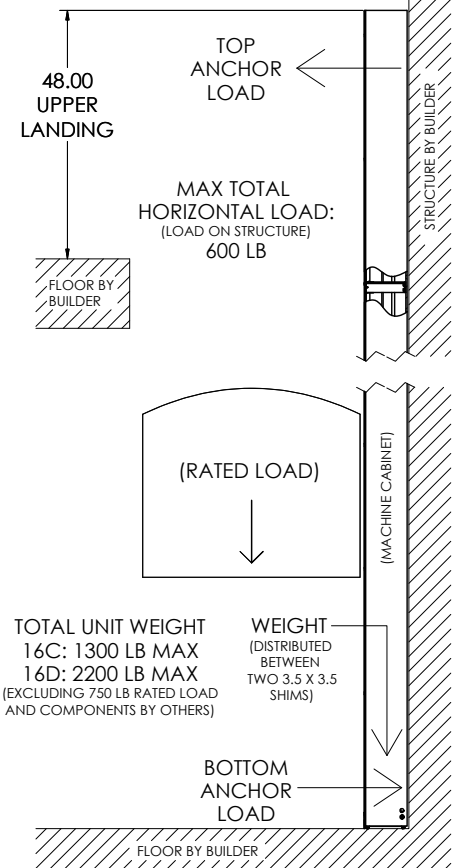 48.00
UPPER
LANDING
TOP
ANCHOR
LOAD
STRUCTURE BY BUILDER
MAX TOTAL
HORIZONTAL LOAD:
(LOAD ON STRUCTURE)
600 LB
FLOOR BY
BUILDER
(RATED LOAD)
(MACHINE CABINET)
TOTAL UNIT WEIGHT
16C: 1300 LB MAX
16D: 2200 LB MAX
(EXCLUDING 750 LB RATED LOAD
AND COMPONENTS BY OTHERS)
WEIGHT
(DISTRIBUTED
BETWEEN
TWO 3.5 X 3.5
SHIMS)
BOTTOM
ANCHOR
LOAD
FLOOR BY BUILDER